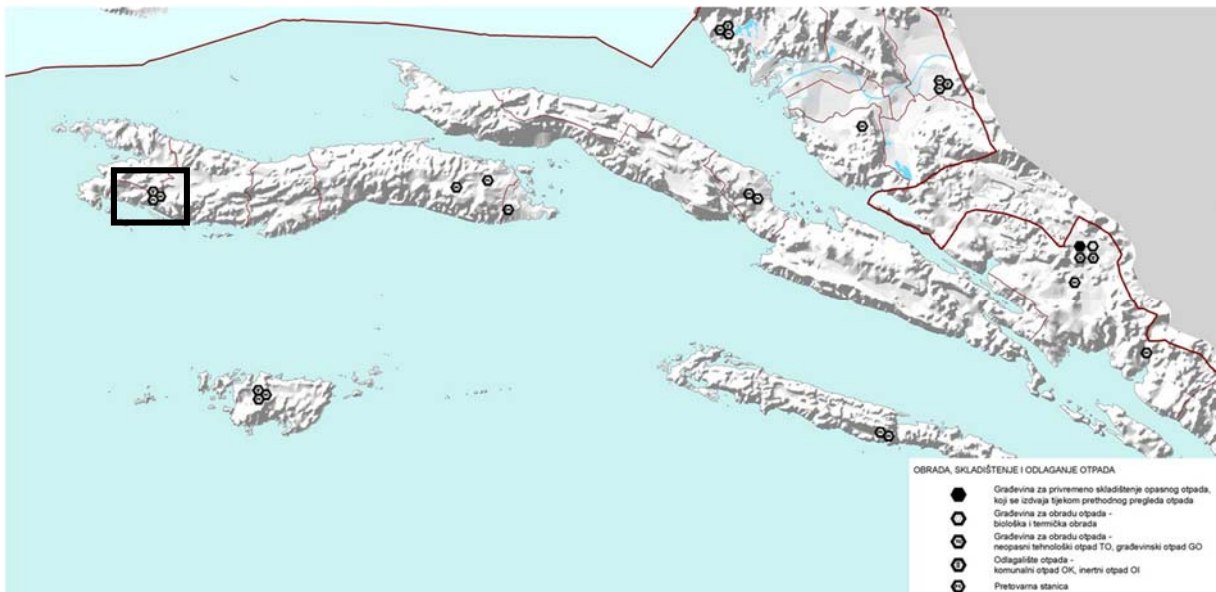 OBRADA, SKLADIŠTENJE I ODLAGANJE OTPADA
Građevina za privremeno skladištenje opasnog otpada,
koji se izdvaja tijekom prethodnog pregleda otpada
Građevina za obradu otpada -
biološka i termička obrada
Građevina za obradu otpada -
neopasni tehnološki otpad TO, građevinski otpad GO
Odlagalište otpada -
komunalni otpad OK, inertni otpad OI
Pretovarna stanica